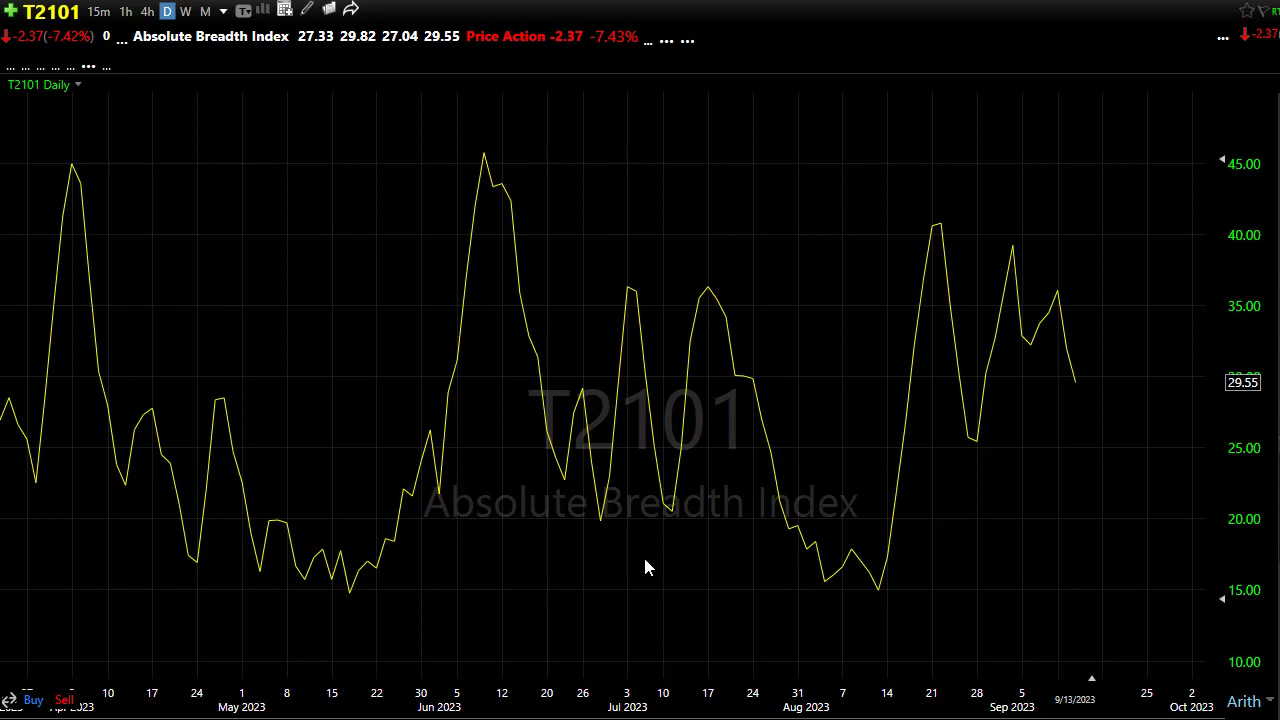 T2101 15m 1h 4h D W M T RT
-2.37(-7.42%) 0 ... Absolute Breadth Index 27.33 29.82 27.04 29.55 Price Action -2.37 -7.43% ... ... ... ... -2.37
... ... ... ... ... ... ...
T2101 Daily
45.00
40.00
35.00
29.55
25.00
20.00
15.00
10.00
T2101
Absolute Breadth Index
10 17 24 1 8 15 22 30 5 12 20 26 3 10 17 24 31 7 14 21 28 5 9/13/2023 25 2
Buy Sell
2023 May 2023 Jun 2023 Jul 2023 Aug 2023 Sep 2023 Oct 2023
Arith